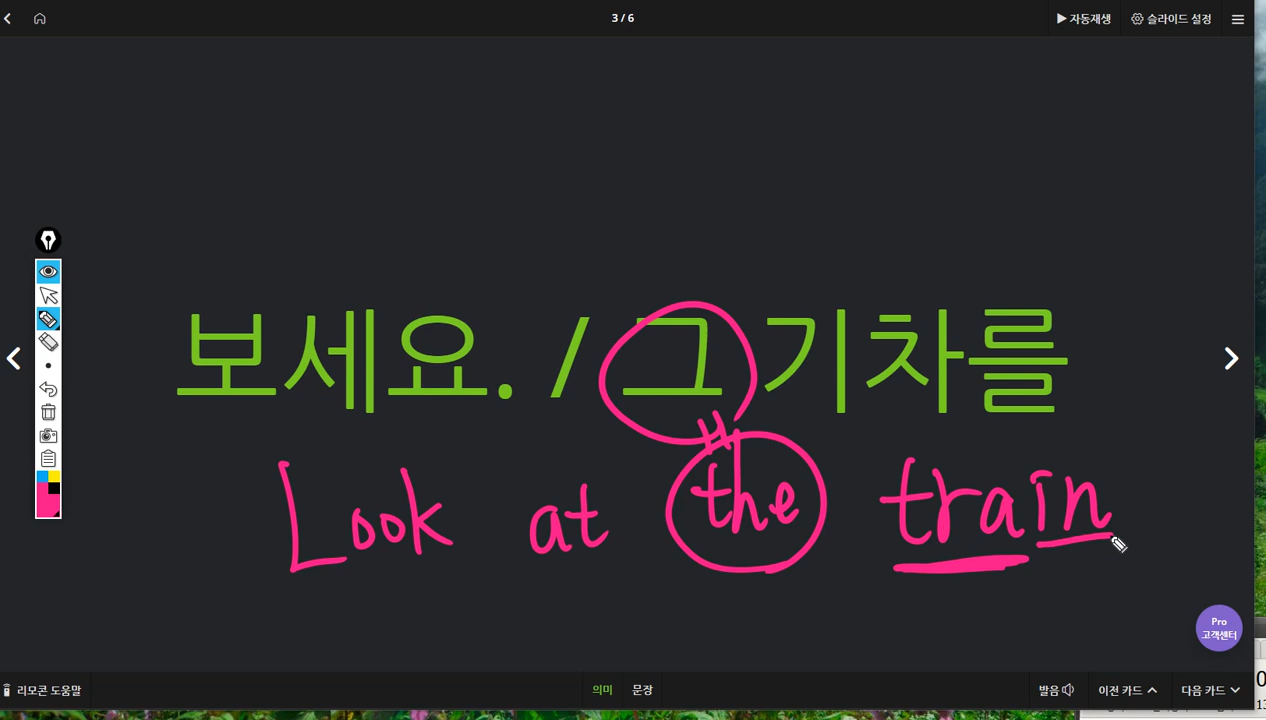 3 / 6
▶ 자동재생
슬라이드 설정
보세요. / 그 기차를
Look at the train
Pro
고객센터
리모콘 도움말
의미
문장
발음
이전 카드
다음 카드